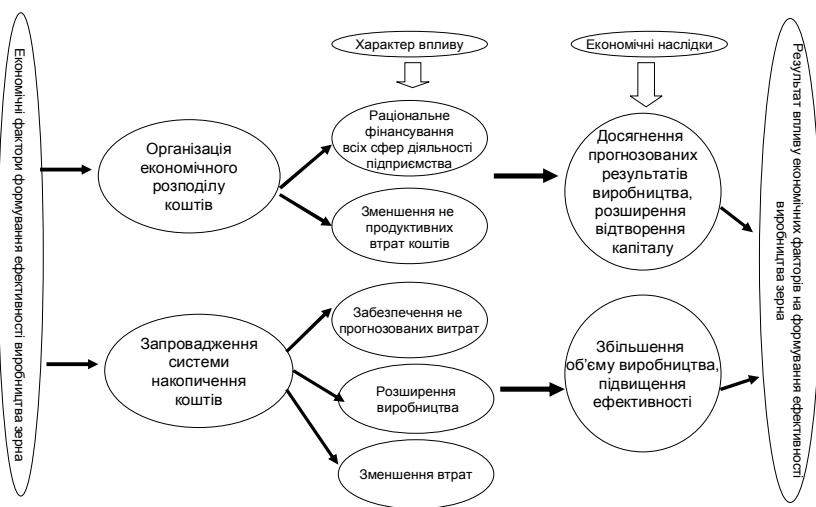 Економічні фактори формування ефективності виробництва зерна
Характер впливу
Економічні наслідки
Організація
економічного
розподілу
коштів
Раціональне
фінансування
всіх сфер діяльності
підприємства
Зменшення не
продуктивних
втрат коштів
Досягнення
прогнозованих
результатів
виробництва,
розширення
відтворення
капіталу
Запровадження
системи
накопичення
коштів
Забезпечення не
прогнозованих витрат
Розширення
виробництва
Зменшення втрат
Збільшення
об’єму виробництва,
підвищення
ефективності
Результат впливу економічних факторів на формування ефективності
виробництва зерна